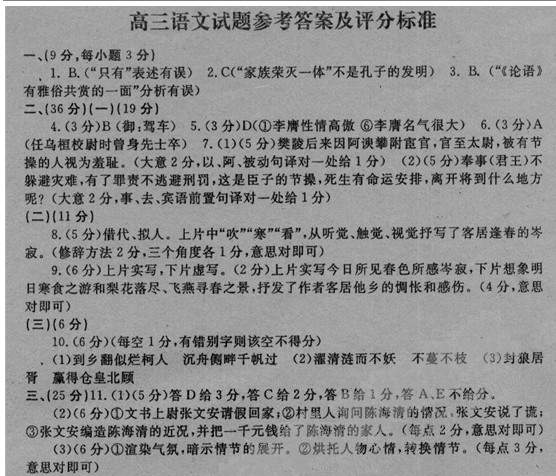 高三语文试题参考答案及评分标准
一、(9分,每小题3分)
1. B.(“只有”表述有误) 2.C(“家族荣灭一体”不是孔子的发明) 3. B. (“《论语》
有雅俗共赏的一面”分析有误)
二、(36分)(一)(19分)
4.(3分)B(御:驾车) 5.(3分)D(①李膺性情高傲 ⑥李膺名气很大) 6.(3分)A
(任乌桓校尉时曾身先士卒) 7.(1)(5分)樊陵后来因阿谀攀附宦官,官至太尉,被有节
操的人视为羞耻。(大意2分,以、阿、被动句译对一处给1分) (2)(5分)奉事(君王)不
躲避灾难,有了罪责不逃避刑罚,这是臣子的节操,死生有命运安排,离开将到什么地方
呢?(大意2分,事、去、宾语前置句译对一处给1分)
(二)(11分)
8.(5分)借代、拟人。上片中“吹”“寒”“看”,从听觉、触觉、视觉抒写了客居逢春的岑
寂。(修辞方法2分,三个角度各1分,意思对即可)
9.(6分)上片实写,下片虚写。(2分)上片实写今日所见春色所感岑寂,下片想象明
日寒食之游和梨花落尽、飞燕寻春之景,抒发了作者客居他乡的惆怅和感伤。(4分,意思
对即可)
(三)(6分)
10.(6分)(每空1分,有错别字则该空不得分)
(1)到乡翻似烂柯人 沉舟侧畔千帆过 (2)濯清涟而不妖 不蔓不枝 (3)封狼居
胥 赢得仓皇北顾
三、(25分)11.(1)(5分)答D给3分,答C给2分,答B给1分,答A、E不给分。
(2)(6分)①文书上尉张文安请假回家;②村里人询问陈海清的情况,张文安说了谎;
③张文安编造陈海清的近况,并把一千元钱给了陈海清的家人。(每点2分,意思对即可)
(3)(6分)①渲染气氛,暗示情节的展开。②烘托人物心情,转换情节。(每点3分,
意思对即可)